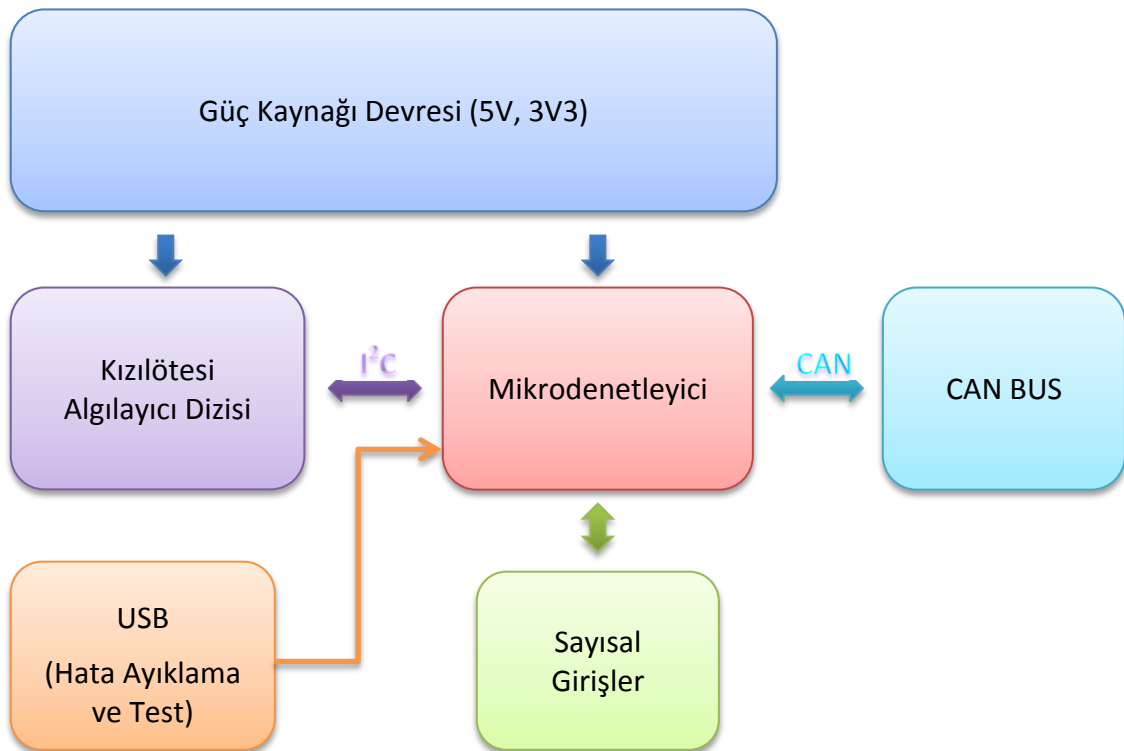 Güç Kaynağı Devresi (5V, 3V3)
Kızılötesi
Algılayıcı Dizisi
I²C
Mikrodenetleyici
CAN
CAN BUS
USB
(Hata Ayıklama
ve Test)
Sayısal
Girişler